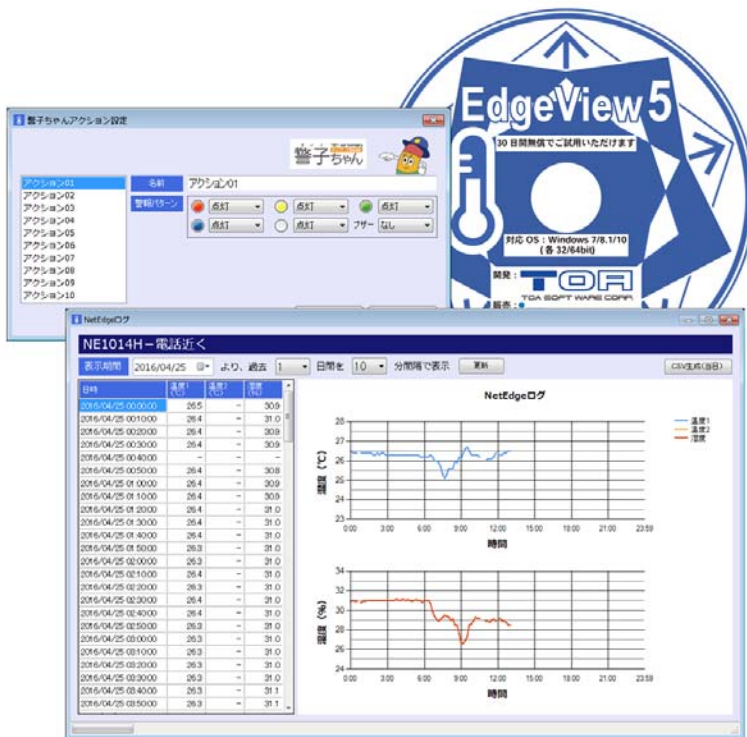 EdgeView 5
30日間無償でご試用いただけます
対応OS：Windows 7/8.1/10
(各 32/64bit)
開発：TOA
TOA SOFT WARE CORP.
販売：
警子ちゃんアクション設定
警子ちゃん
アクション01
アクション02
アクション03
アクション04
アクション05
アクション06
アクション07
アクション08
アクション09
アクション10
名前 アクション01
警報パターン 点灯 点灯 点灯
点灯 点灯 ブザー なし
NetEdgeログ
NE1014H－電話近く
表示期間 2016/04/25 より、過去 1 日間を 10 分間隔で表示 更新 CSV生成(当日)
日時 温度1(℃) 温度2(℃) 湿度(%)
2016/04/25 00:00:00 26.5 － 30.9
2016/04/25 00:10:00 26.4 － 31.0
2016/04/25 00:20:00 26.4 － 30.9
2016/04/25 00:30:00 26.4 － 30.9
2016/04/25 00:40:00 － － －
2016/04/25 00:50:00 26.4 － 30.8
2016/04/25 01:00:00 26.4 － 30.9
2016/04/25 01:10:00 26.4 － 30.9
2016/04/25 01:20:00 26.4 － 31.0
2016/04/25 01:30:00 26.4 － 31.0
2016/04/25 01:40:00 26.4 － 31.0
2016/04/25 01:50:00 26.3 － 31.0
2016/04/25 02:00:00 26.3 － 31.0
2016/04/25 02:10:00 26.4 － 31.0
2016/04/25 02:20:00 26.3 － 31.0
2016/04/25 02:30:00 26.4 － 31.0
2016/04/25 02:40:00 26.4 － 31.0
2016/04/25 02:50:00 26.3 － 31.0
2016/04/25 03:00:00 26.3 － 31.0
2016/04/25 03:10:00 26.3 － 31.0
2016/04/25 03:20:00 26.3 － 31.0
2016/04/25 03:30:00 26.3 － 31.0
2016/04/25 03:40:00 26.3 － 31.1
2016/04/25 03:50:00 26.3 － 31.1
NetEdgeログ
温度1
温度2
湿度
温度 (℃)
28
27
26
25
24
23
0:00 3:00 6:00 9:00 12:00 15:00 18:00 21:00 23:59
時間
湿度 (%)
34
32
30
28
26
24
0:00 3:00 6:00 9:00 12:00 15:00 18:00 21:00 23:59
時間